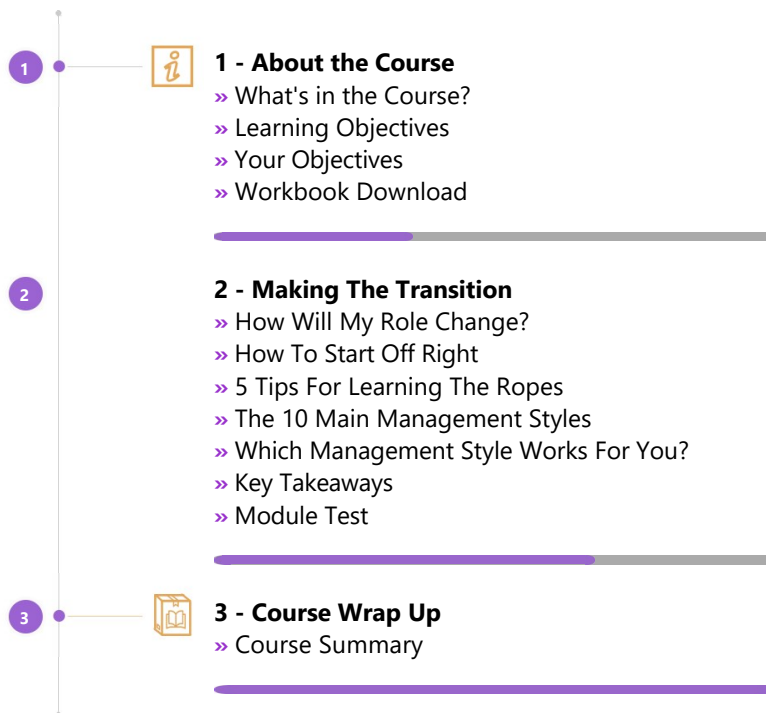 1
1 - About the Course
» What's in the Course?
» Learning Objectives
» Your Objectives
» Workbook Download
2
2 - Making The Transition
» How Will My Role Change?
» How To Start Off Right
» 5 Tips For Learning The Ropes
» The 10 Main Management Styles
» Which Management Style Works For You?
» Key Takeaways
» Module Test
3
3 - Course Wrap Up
» Course Summary